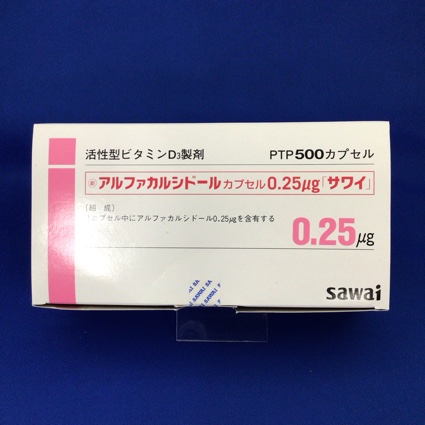 活性型ビタミンD₃製剤 PTP500カプセル
アルファカルシドールカプセル0.25μg「サワイ」
〔組 成〕
1カプセル中にアルファカルシドール0.25μgを含有する
0.25μg
sawai
SAWAI